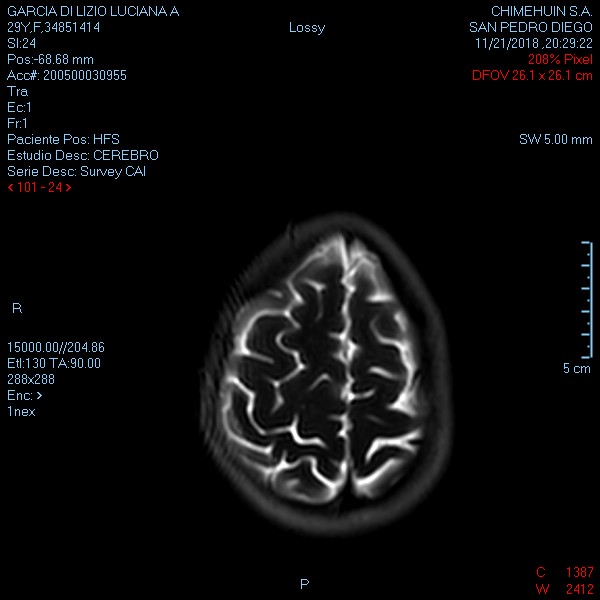 GARCIA DI LIZIO LUCIANA A
29Y,F,34851414
Sl:24
Pos:-68.68 mm
Acc#: 200500030955
Tra
Ec:1
Fr:1
Paciente Pos: HFS
Estudio Desc: CEREBRO
Serie Desc: Survey CAI
< 101 - 24 >
Lossy
CHIMEHUIN S.A.
SAN PEDRO DIEGO
11/21/2018 ,20:29:22
208% Pixel
DFOV 26.1 x 26.1 cm
SW 5.00 mm
R
15000.00//204.86
Etl:130 TA:90.00
288x288
Enc: >
1nex
5 cm
P
C 1387
W 2412